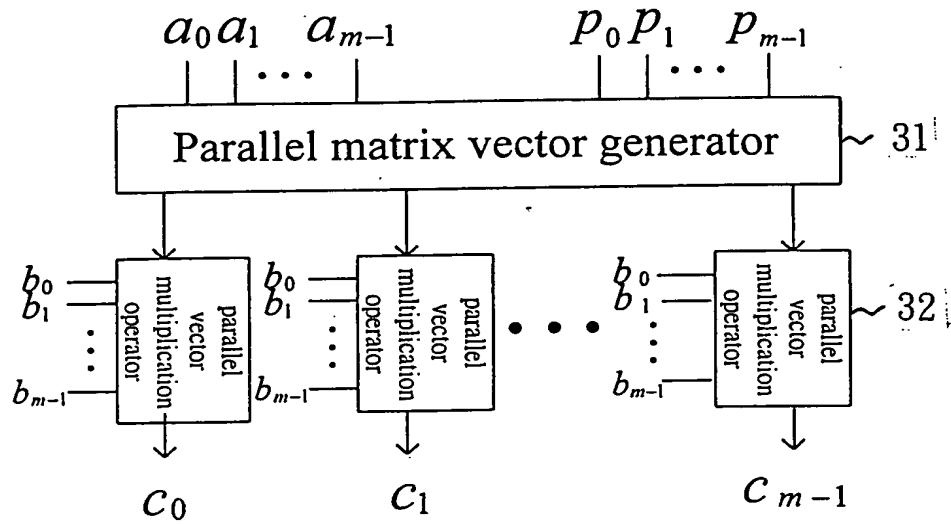 a₀ a₁ ... aₘ₋₁ p₀ p₁ ... pₘ₋₁
Parallel matrix vector generator
31
b₀
b₁
bₘ₋₁
parallel
vector
multiplication
operator
b₀
b₁
bₘ₋₁
parallel
vector
multiplication
operator
b₀
b₁
bₘ₋₁
parallel
vector
multiplication
operator
32
c₀ c₁ cₘ₋₁